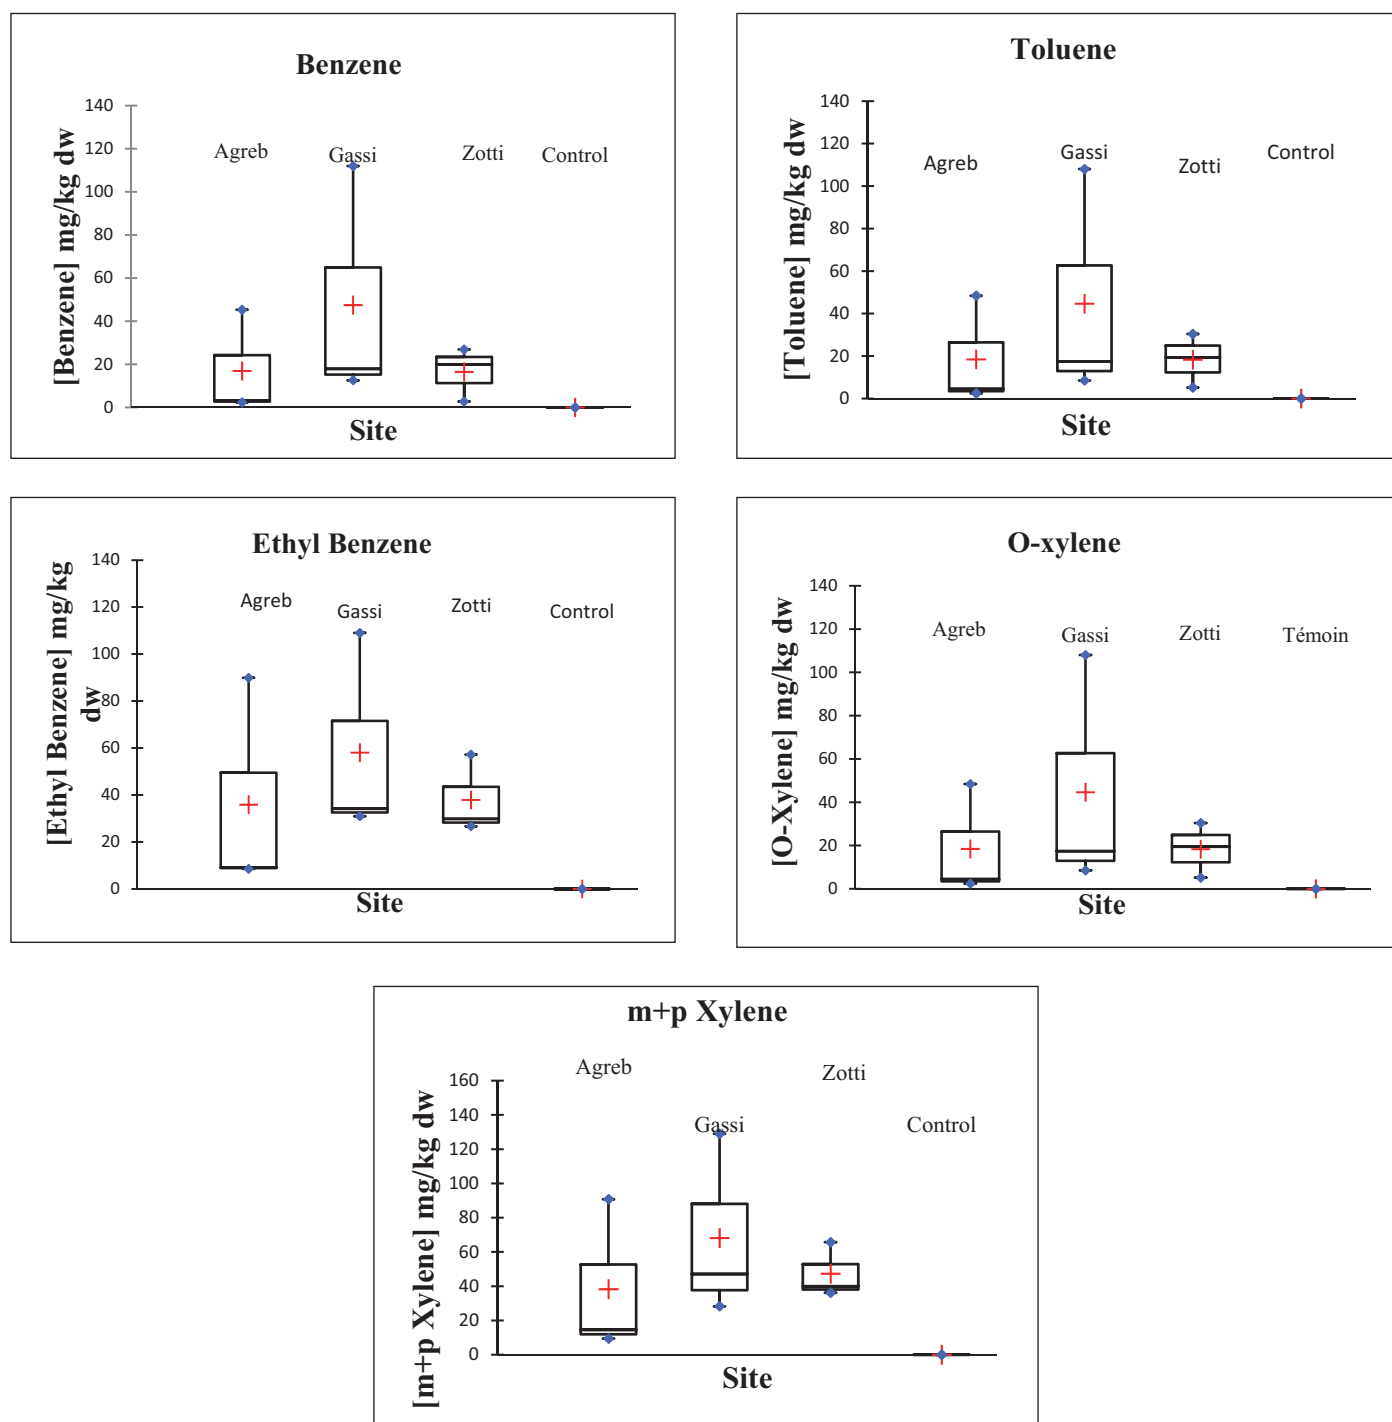 Benzene
[Benzene] mg/kg dw
140
120
100
80
60
40
20
0
Agreb
Gassi
Zotti
Control
Site
Toluene
[Toluene] mg/kg dw
140
120
100
80
60
40
20
0
Agreb
Gassi
Zotti
Control
Site
Ethyl Benzene
[Ethyl Benzene] mg/kg
dw
140
120
100
80
60
40
20
0
Agreb
Gassi
Zotti
Control
Site
O-xylene
[O-Xylene] mg/kg dw
140
120
100
80
60
40
20
0
Agreb
Gassi
Zotti
Témoin
Site
m+p Xylene
[m+p Xylene] mg/kg dw
160
140
120
100
80
60
40
20
0
Agreb
Gassi
Zotti
Control
Site